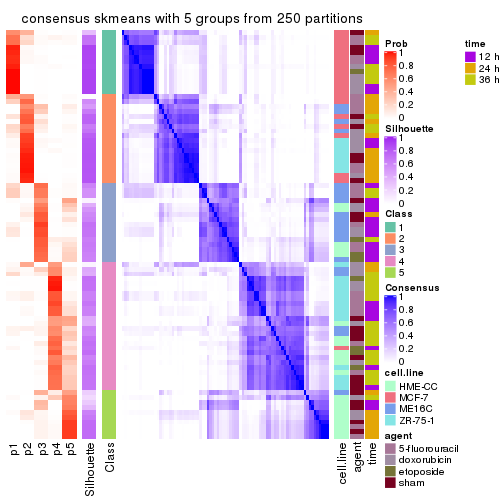 consensus skmeans with 5 groups from 250 partitions
p1
p2
p3
p4
p5
Silhouette
Class
cell.line
agent
time
Prob
1
0.8
0.6
0.4
0.2
0
Silhouette
1
0.8
0.6
0.4
0.2
0
Class
1
2
3
4
5
Consensus
1
0.8
0.6
0.4
0.2
0
cell.line
HME-CC
MCF-7
ME16C
ZR-75-1
agent
5-fluorouracil
doxorubicin
etoposide
sham
time
12 h
24 h
36 h